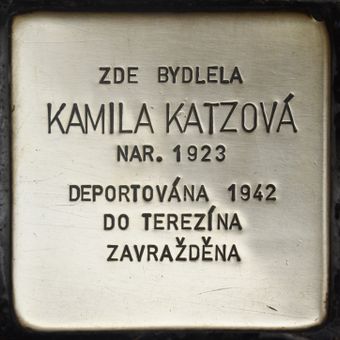 ZDE BYDLELA
KAMILA KATZOVÁ
NAR. 1923
DEPORTOVÁNA 1942
DO TEREZÍNA
ZAVRAŽDĚNA